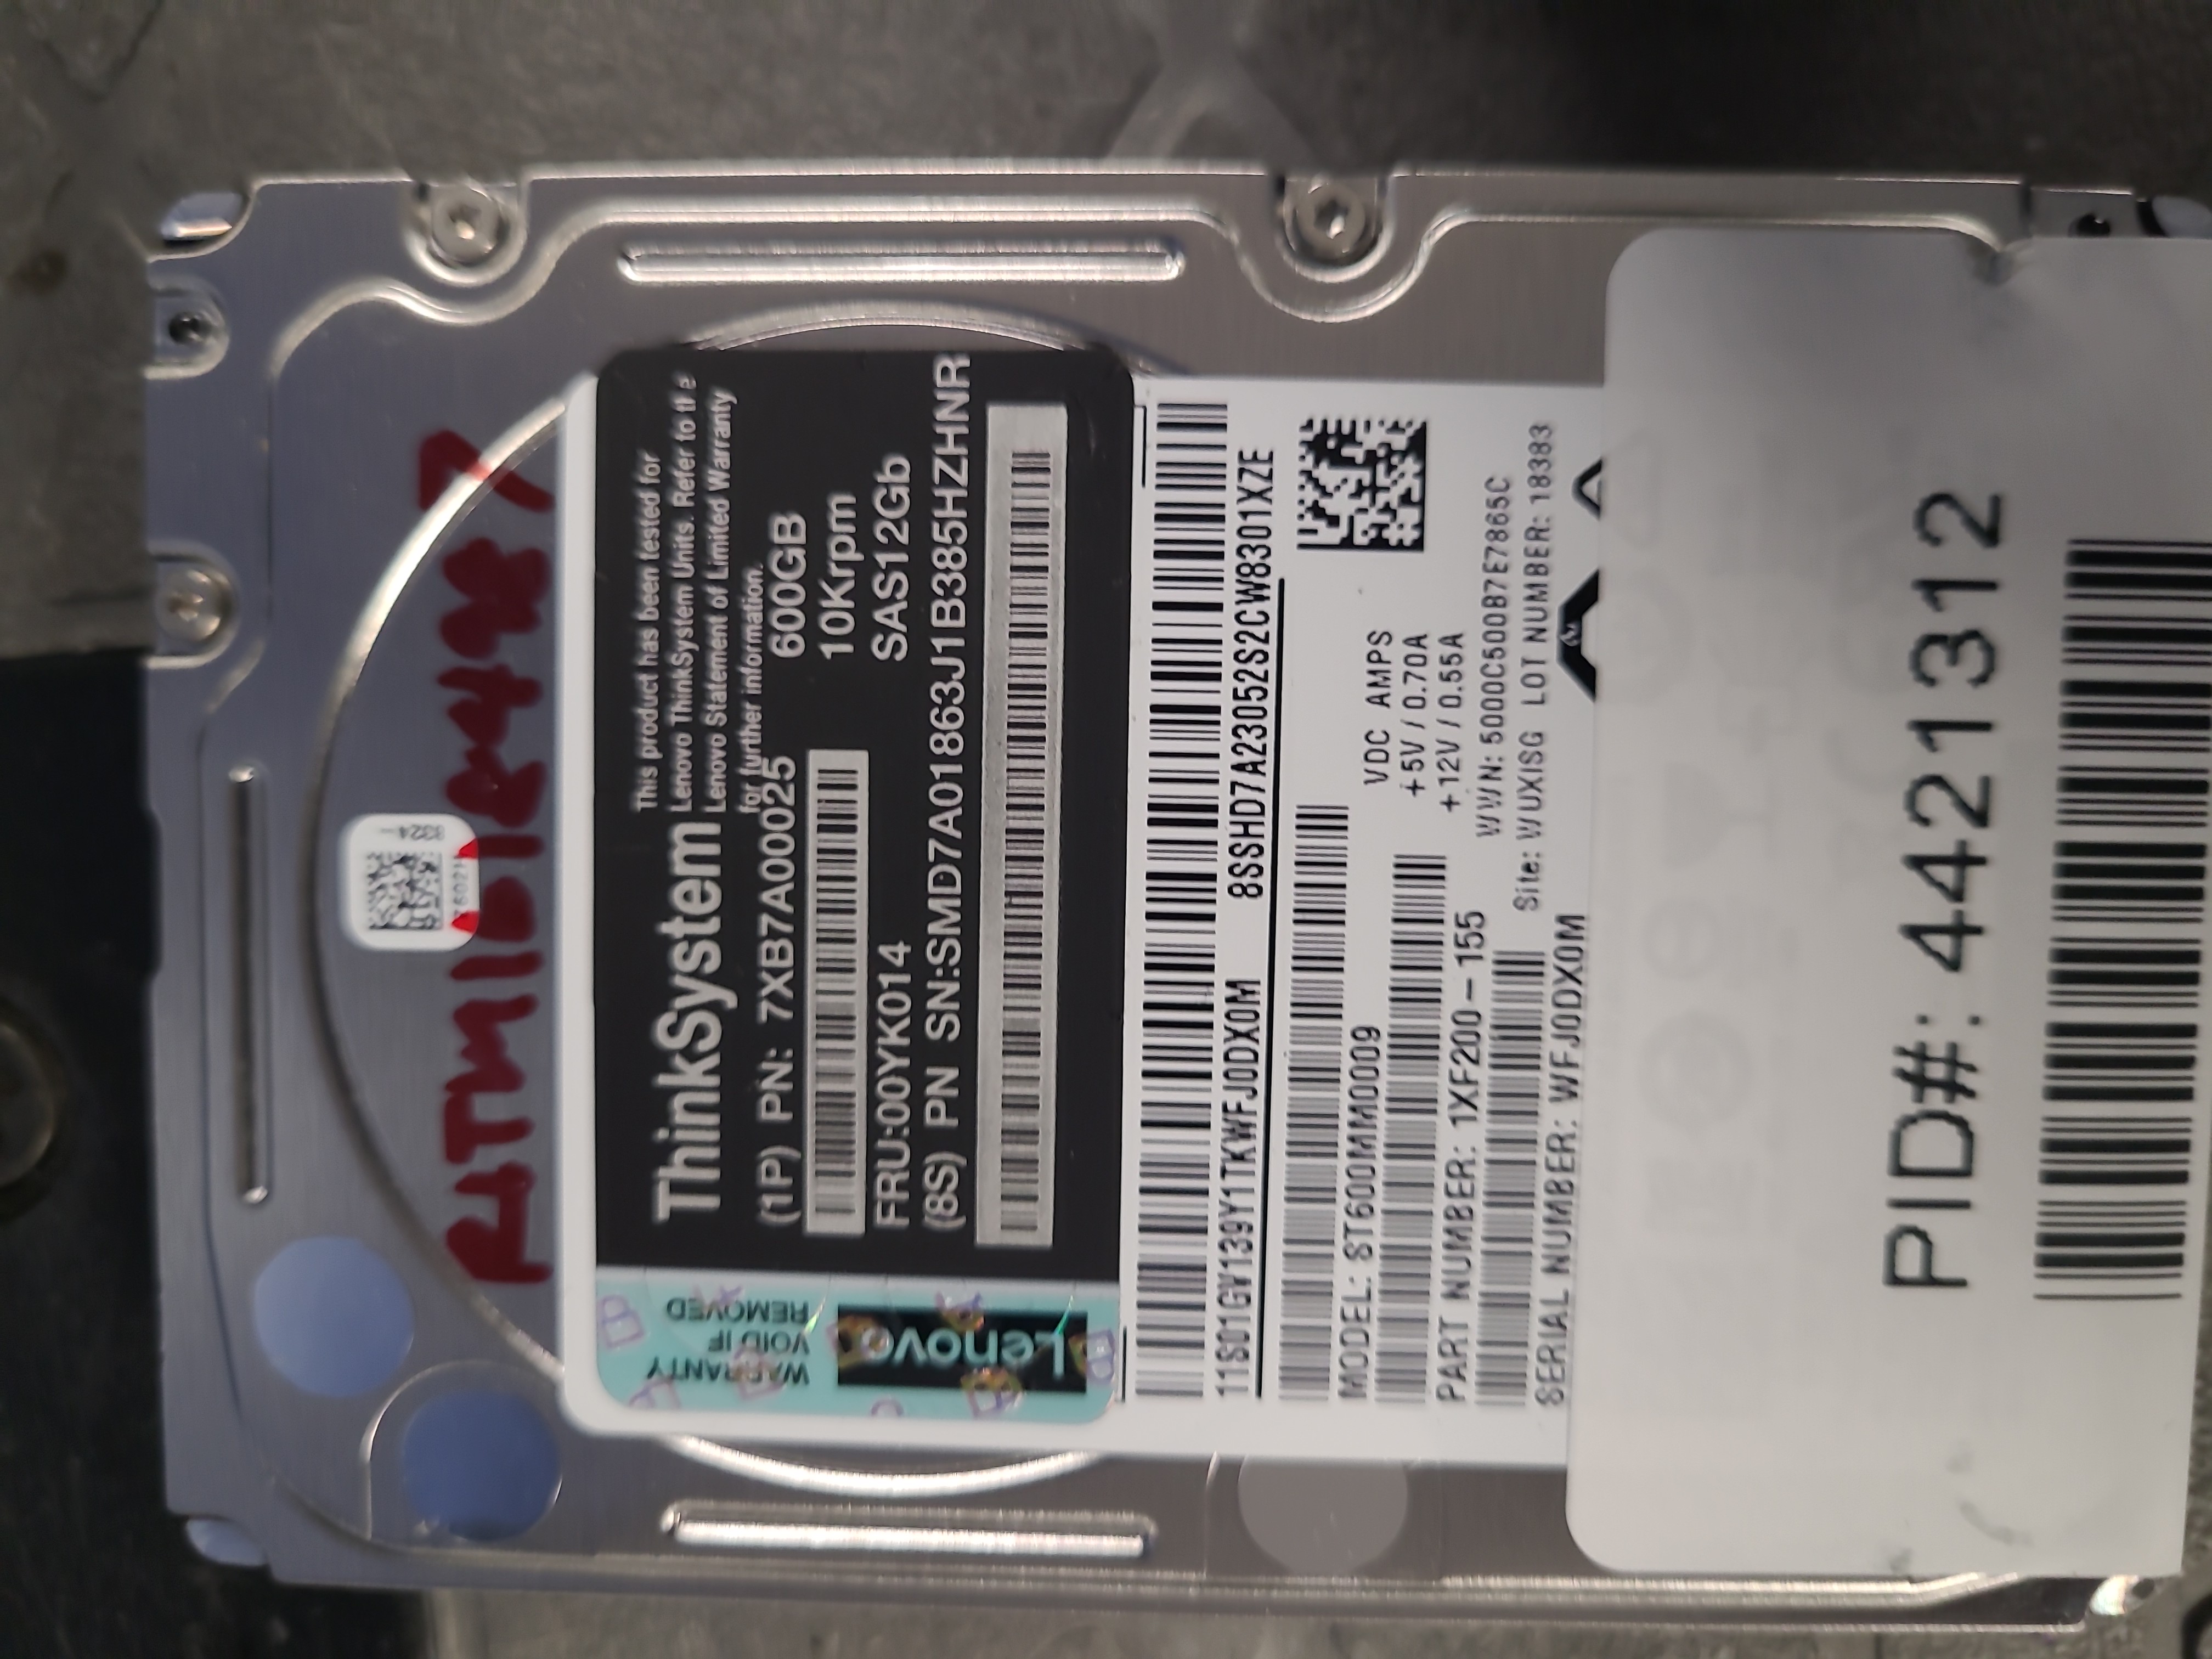 8324
RITM10184987
WARRANTY
VOID IF
REMOVED
Lenovo
ThinkSystem
This product has been tested for
Lenovo ThinkSystem Units. Refer to the
Lenovo Statement of Limited Warranty
for further information.
(1P) PN: 7XB7A00025
600GB
10Krpm
FRU:00YK014
SAS12Gb
(8S) PN SN:SMD7A01863J1B385HZHNR
11S01GV139Y1TKWFJ0DX0M 8SSHD7A23052S2CW8301XZE
MODEL: ST600MM0009
VDC AMPS
+5V / 0.70A
+12V / 0.55A
PART NUMBER: 1XF200-155
WWN: 5000C500B7E7865C
Site: WUXISG LOT NUMBER: 18383
SERIAL NUMBER: WFJ0DX0M
PID#: 4421312